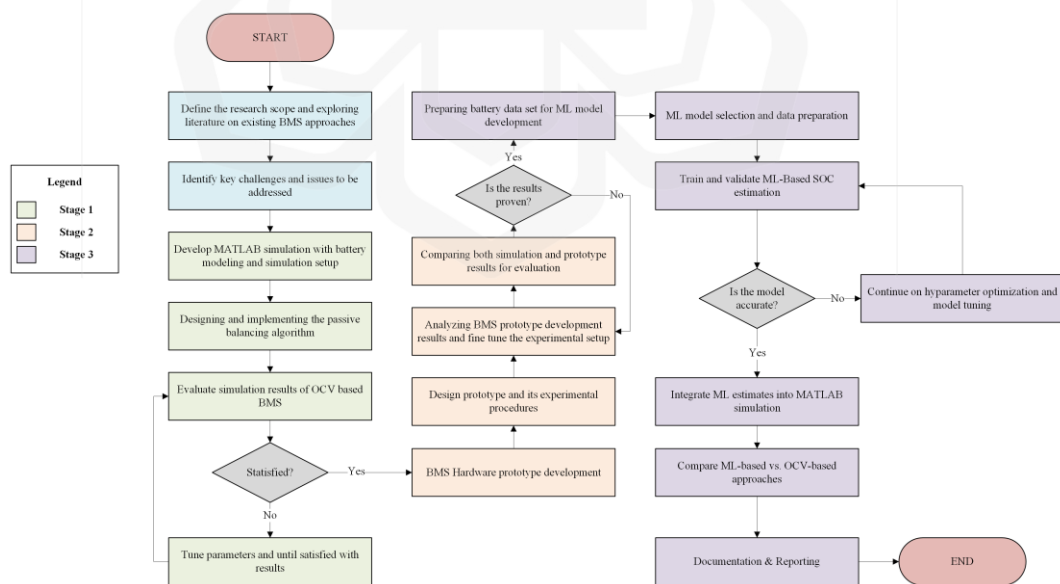 START
Define the research scope and exploring
literature on existing BMS approaches
Identify key challenges and issues to be
addressed
Legend
Stage 1
Stage 2
Stage 3
Develop MATLAB simulation with battery
modeling and simulation setup
Designing and implementing the passive
balancing algorithm
Evaluate simulation results of OCV based
BMS
Statisfied?
Yes
No
Tune parameters and until satisfied with
results
BMS Hardware prototype development
Design prototype and its experimental
procedures
Analyzing BMS prototype development
results and fine tune the experimental setup
Comparing both simulation and prototype
results for evaluation
Is the results
proven?
No
Yes
Preparing battery data set for ML model
development
ML model selection and data preparation
Train and validate ML-Based SOC
estimation
Is the model
accurate?
No
Continue on hyparameter optimization and
model tuning
Yes
Integrate ML estimates into MATLAB
simulation
Compare ML-based vs. OCV-based
approaches
Documentation & Reporting
END